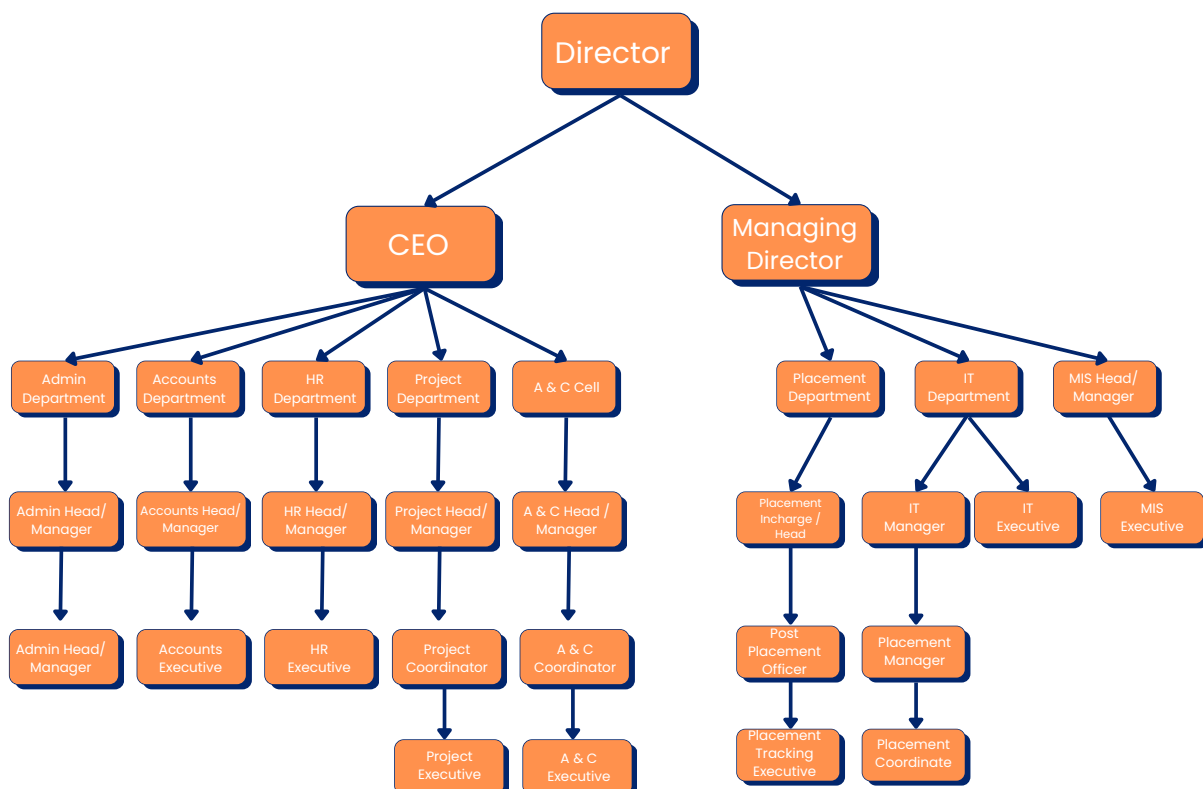 Director
CEO
Managing
Director
Admin
Department
Accounts
Department
HR
Department
Project
Department
A & C Cell
Placement
Department
IT
Department
MIS Head/
Manager
Admin Head/
Manager
Accounts Head/
Manager
HR Head/
Manager
Project Head/
Manager
A & C Head /
Manager
Placement
Incharge /
Head
IT
Manager
IT
Executive
MIS
Executive
Admin Head/
Manager
Accounts
Executive
HR
Executive
Project
Coordinator
A & C
Coordinator
Post
Placement
Officer
Placement
Manager
Project
Executive
A & C
Executive
Placement
Tracking
Executive
Placement
Coordinate